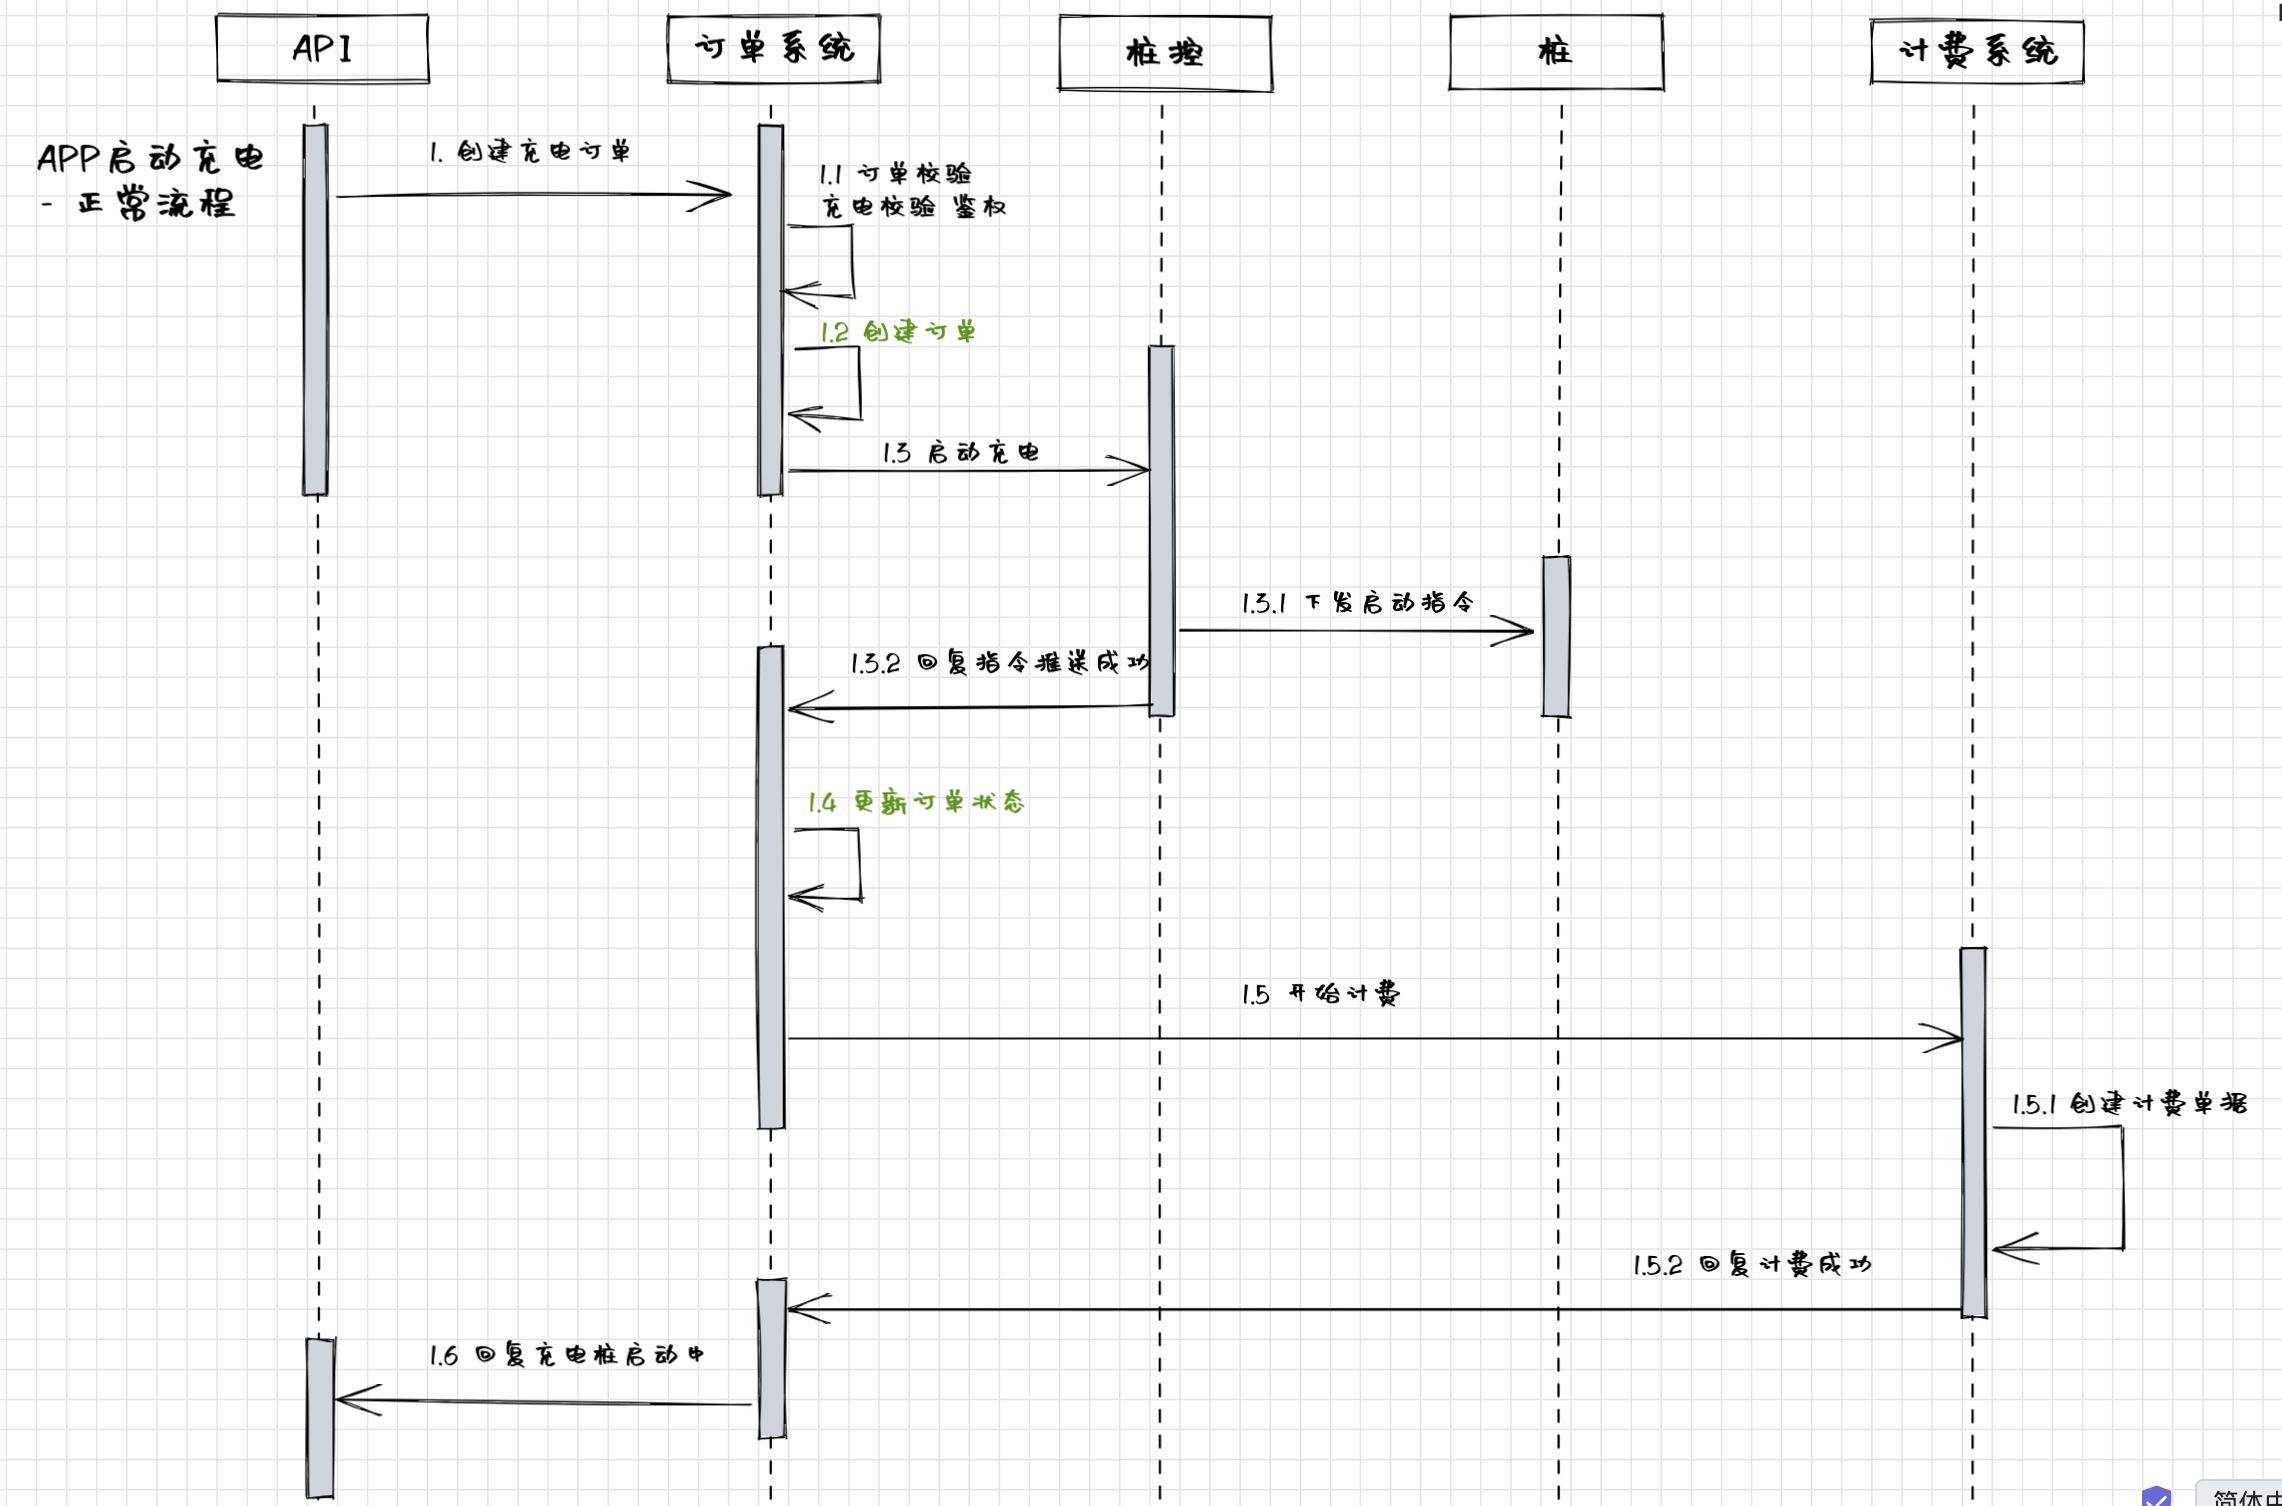 API
订单系统
桩控
桩
计费系统
APP启动充电
- 正常流程
1. 创建充电订单
1.1 订单校验
充电校验 鉴权
1.2 创建订单
1.3 启动充电
1.3.1 下发启动指令
1.3.2 回复指令推送成功
1.4 更新订单状态
1.5 开始计费
1.5.1 创建计费单据
1.5.2 回复计费成功
1.6 回复充电桩启动中
简体中